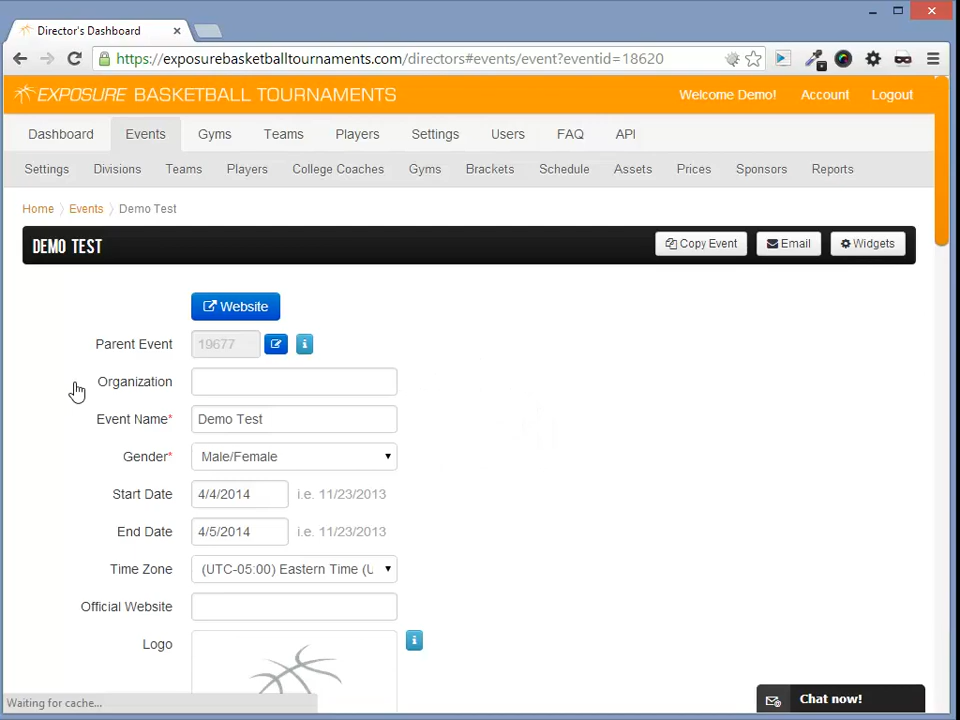 Director's Dashboard
https://exposurebasketballtournaments.com/directors#events/event?eventid=18620
EXPOSURE BASKETBALL TOURNAMENTS Welcome Demo! Account Logout
Dashboard Events Gyms Teams Players Settings Users FAQ API
Settings Divisions Teams Players College Coaches Gyms Brackets Schedule Assets Prices Sponsors Reports
Home Events Demo Test
DEMO TEST Copy Event Email Widgets
Website
Parent Event 19677
Organization
Event Name* Demo Test
Gender* Male/Female
Start Date 4/4/2014 i.e. 11/23/2013
End Date 4/5/2014 i.e. 11/23/2013
Time Zone (UTC-05:00) Eastern Time (U
Official Website
Logo
Waiting for cache...
Chat now!